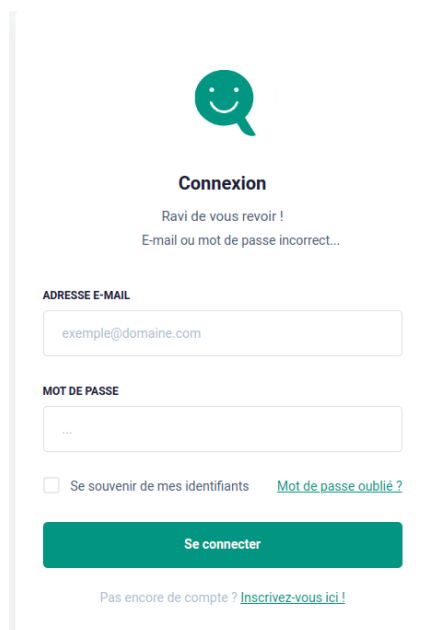 Connexion
Ravi de vous revoir !
E-mail ou mot de passe incorrect...
ADRESSE E-MAIL
exemple@domaine.com
MOT DE PASSE
...
Se souvenir de mes identifiants Mot de passe oublié ?
Se connecter
Pas encore de compte ? Inscrivez-vous ici !